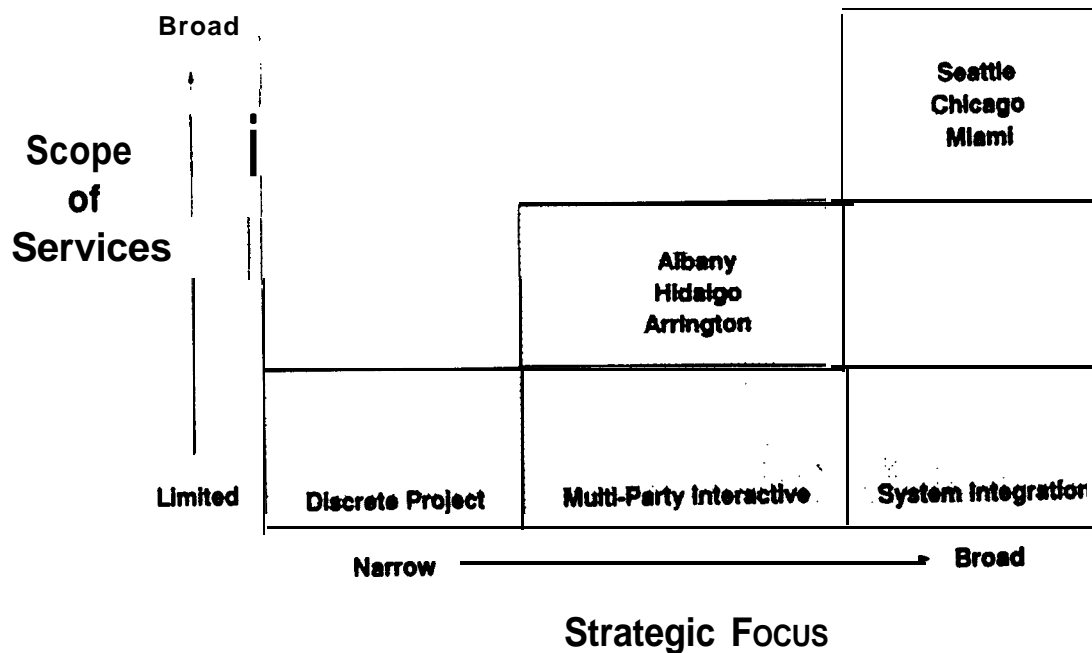 Broad
Seattle
Chicago
Miami
Scope
of
Services
Albany
Hidalgo
Arrington
Limited
Discrete Project
Multi-Party Interactive
System Integration
Narrow
Broad
Strategic Focus